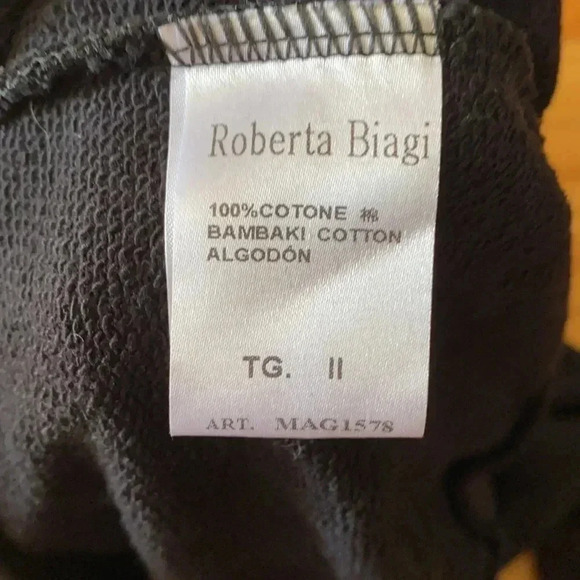 Roberta Biagi
100%COTONE 棉
BAMBAKI COTTON
ALGODÓN
TG. II
ART. MAG1578